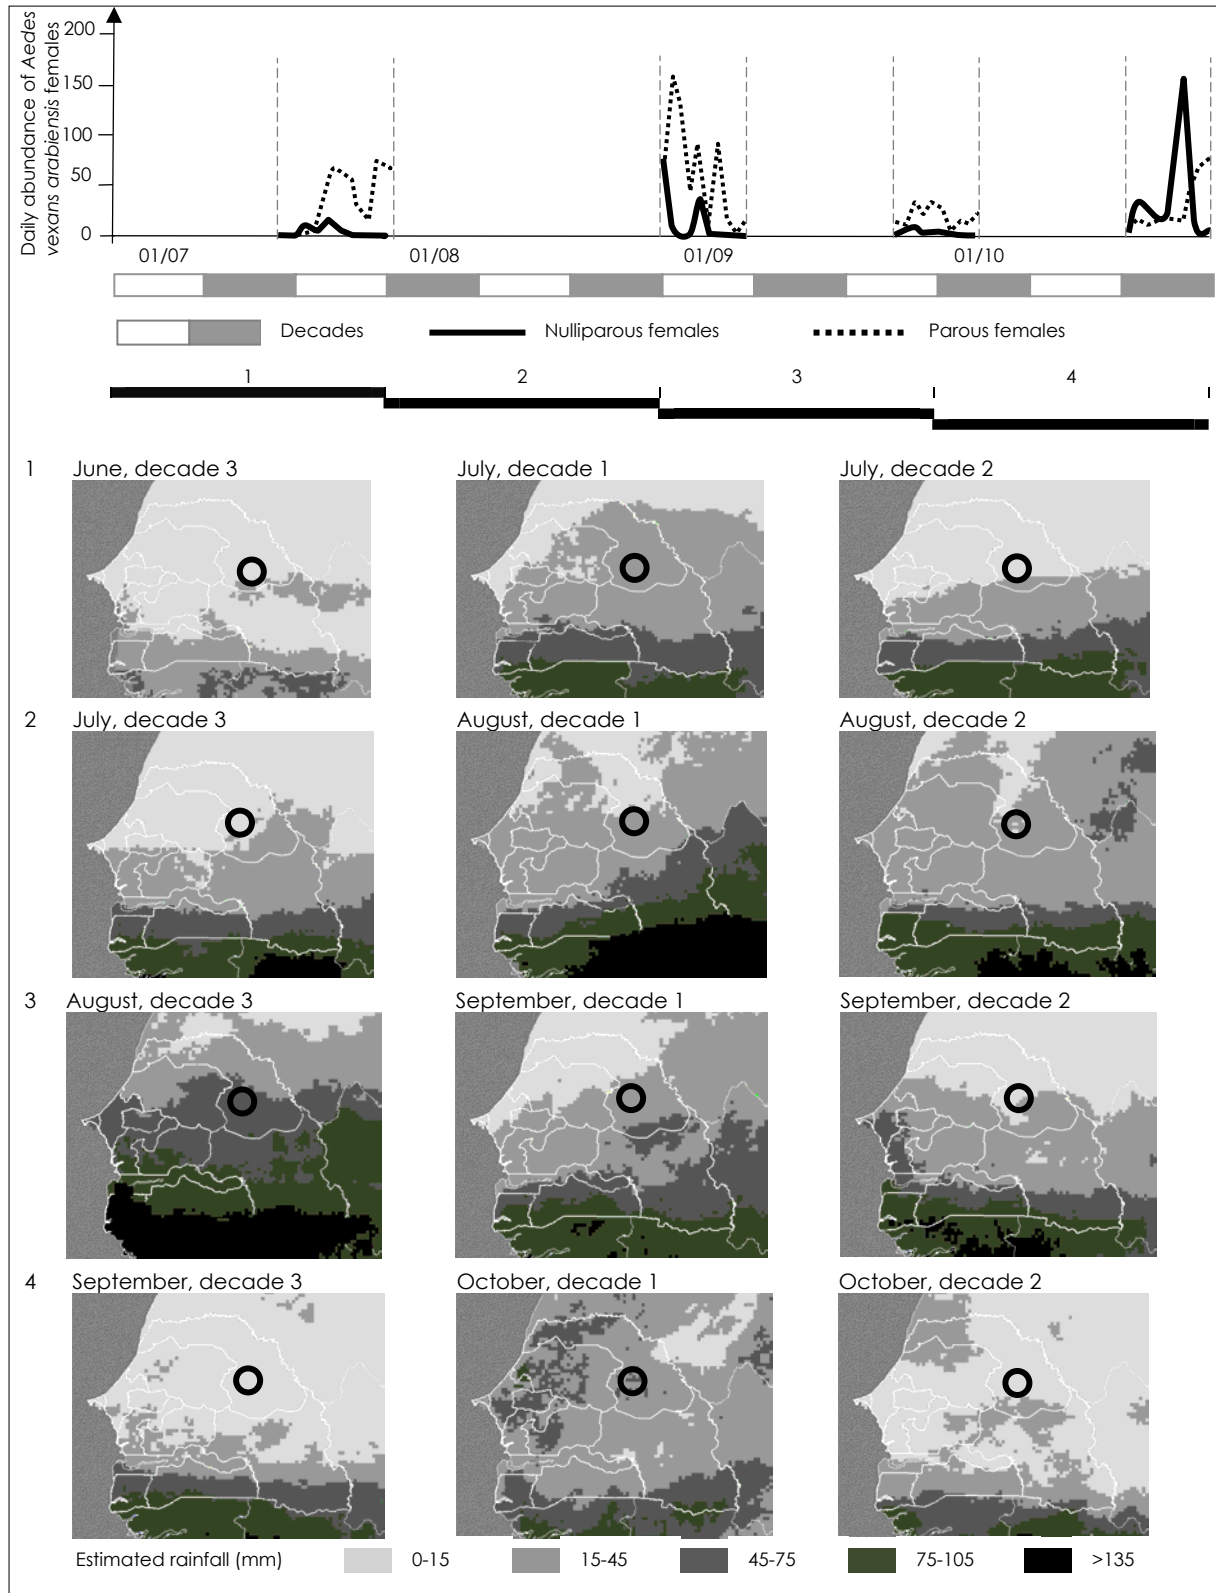 Daily abundance of Aedes
vexans arabiensis females
200
150
100
50
0
01/07 01/08 01/09 01/10
Decades Nulliparous females Parous females
1 2 3 4
1 June, decade 3 July, decade 1 July, decade 2
2 July, decade 3 August, decade 1 August, decade 2
3 August, decade 3 September, decade 1 September, decade 2
4 September, decade 3 October, decade 1 October, decade 2
Estimated rainfall (mm) 0-15 15-45 45-75 75-105 >135